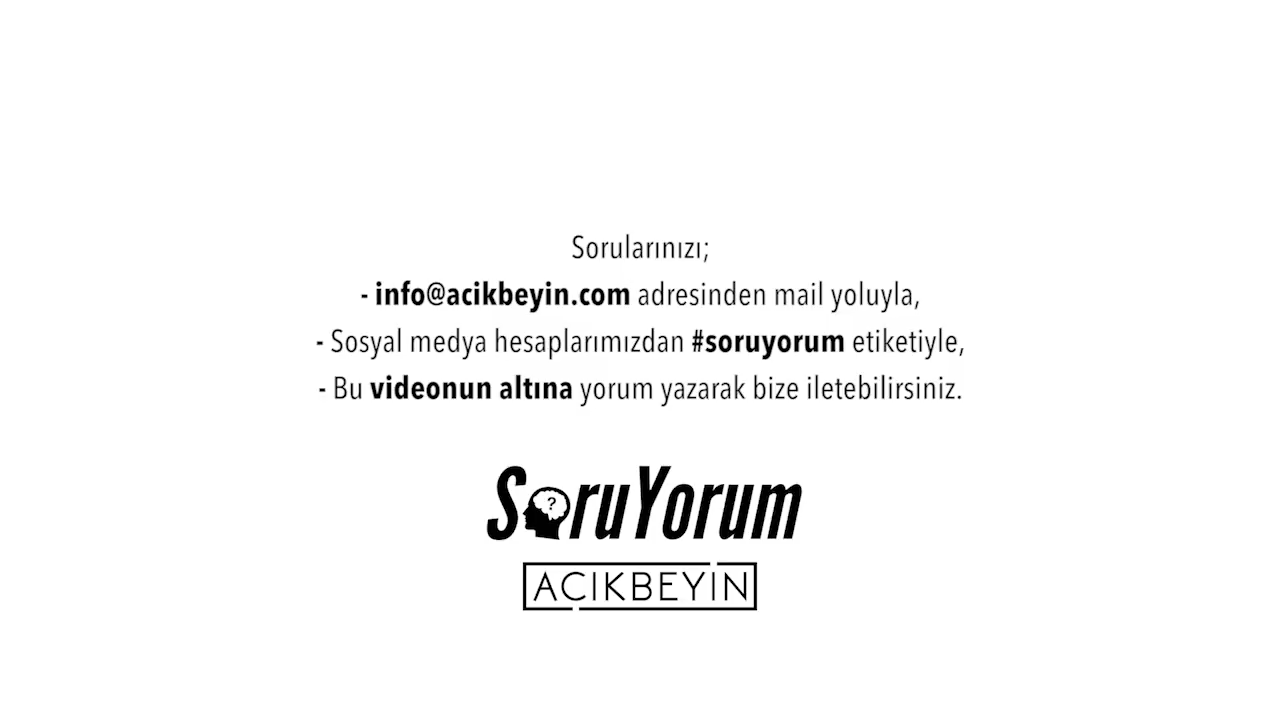 Sorularınızı;
- info@acikbeyin.com adresinden mail yoluyla,
- Sosyal medya hesaplarımızdan #soruyorum etiketiyle,
- Bu videonun altına yorum yazarak bize iletebilirsiniz.
?
SoruYorum
AÇIKBEYİN